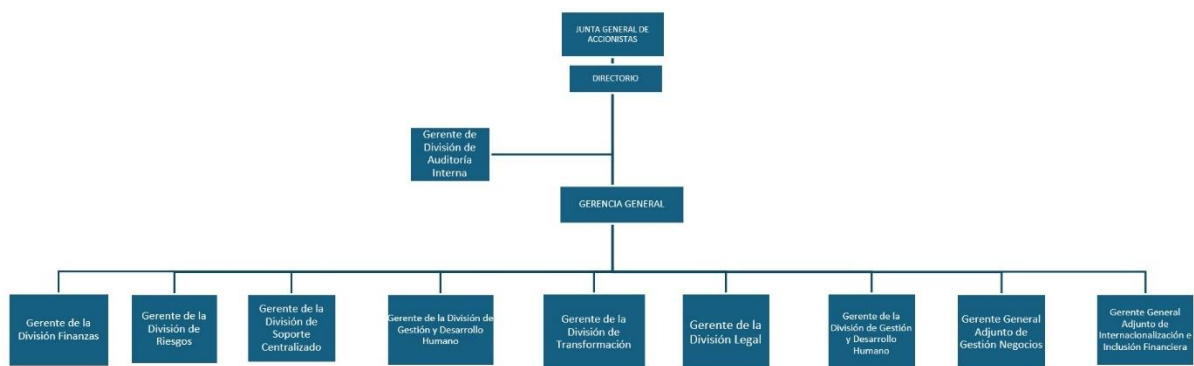 JUNTA GENERAL DE
ACCIONISTAS
DIRECTORIO
Gerente de
División de
Auditoría
Interna
GERENCIA GENERAL
Gerente de la
División Finanzas
Gerente de la
División de
Riesgos
Gerente de la
División de
Soporte
Centralizado
Gerente de la División de
Gestión y Desarrollo
Humano
Gerente de la
División de
Transformación
Gerente de la
División Legal
Gerente de la
División de Gestión
y Desarrollo
Humano
Gerente General
Adjunto de
Gestión Negocios
Gerente General
Adjunto de
Internacionalización e
Inclusión Financiera